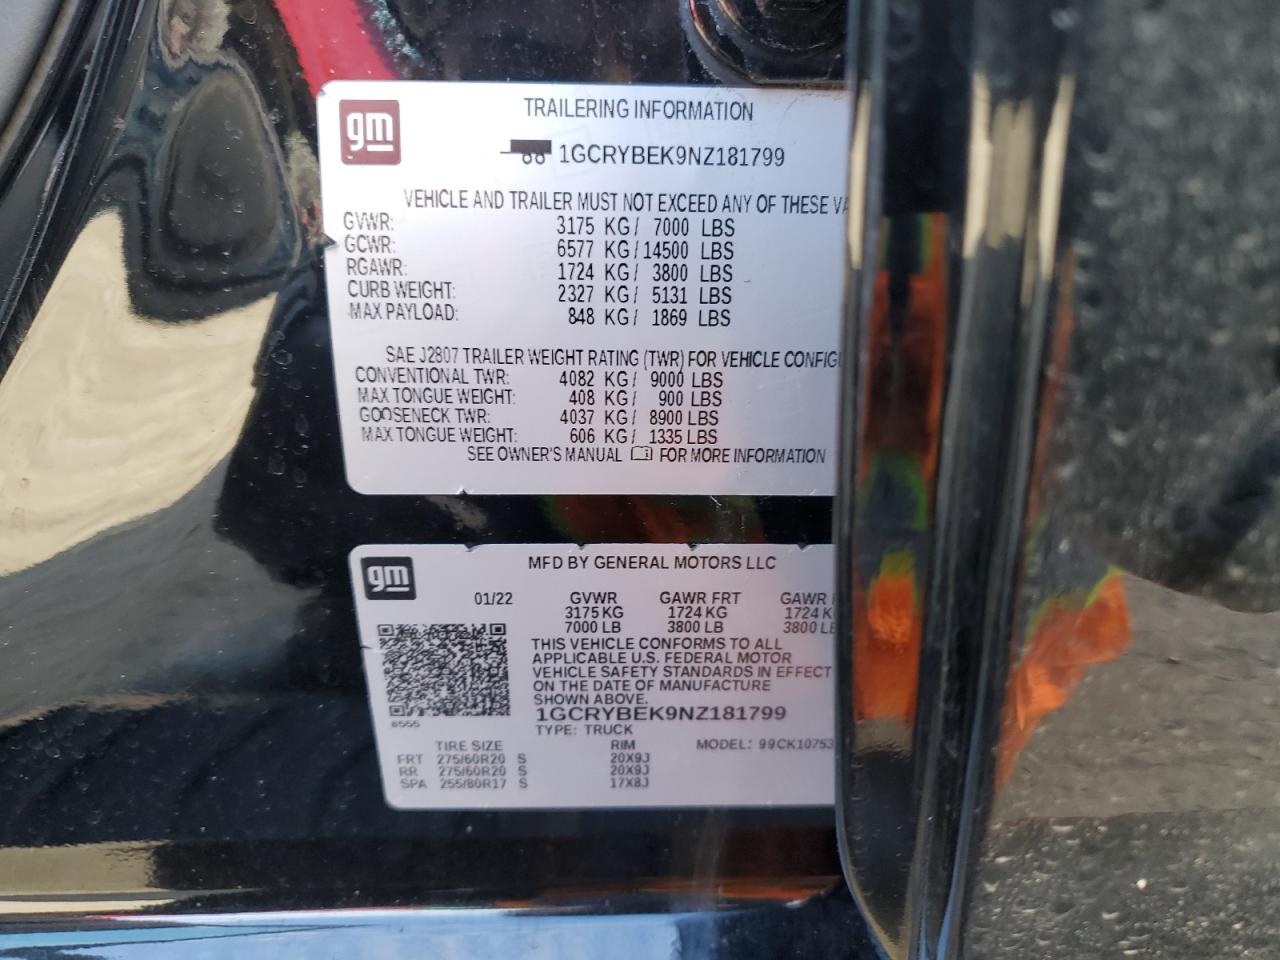 gm
TRAILERING INFORMATION
1GCRYBEK9NZ181799
VEHICLE AND TRAILER MUST NOT EXCEED ANY OF THESE VA
GVWR: 3175 KG/ 7000 LBS
GCWR: 6577 KG/14500 LBS
RGAWR: 1724 KG/ 3800 LBS
CURB WEIGHT: 2327 KG/ 5131 LBS
MAX PAYLOAD: 848 KG/ 1869 LBS
SAE J2807 TRAILER WEIGHT RATING (TWR) FOR VEHICLE CONFIGU
CONVENTIONAL TWR: 4082 KG/ 9000 LBS
MAX TONGUE WEIGHT: 408 KG/ 900 LBS
GOOSENECK TWR: 4037 KG/ 8900 LBS
MAX TONGUE WEIGHT: 606 KG/ 1335 LBS
SEE OWNER'S MANUAL FOR MORE INFORMATION
gm
MFD BY GENERAL MOTORS LLC
01/22 GVWR GAWR FRT GAWR
3175 KG 1724 KG 1724 K
7000 LB 3800 LB 3800 LB
THIS VEHICLE CONFORMS TO ALL
APPLICABLE U.S. FEDERAL MOTOR
VEHICLE SAFETY STANDARDS IN EFFECT
ON THE DATE OF MANUFACTURE
SHOWN ABOVE.
8555
1GCRYBEK9NZ181799
TYPE: TRUCK
TIRE SIZE RIM MODEL: 99CK10753
FRT 275/60R20 S 20X9J
RR 275/60R20 S 20X9J
SPA 255/80R17 S 17X8J